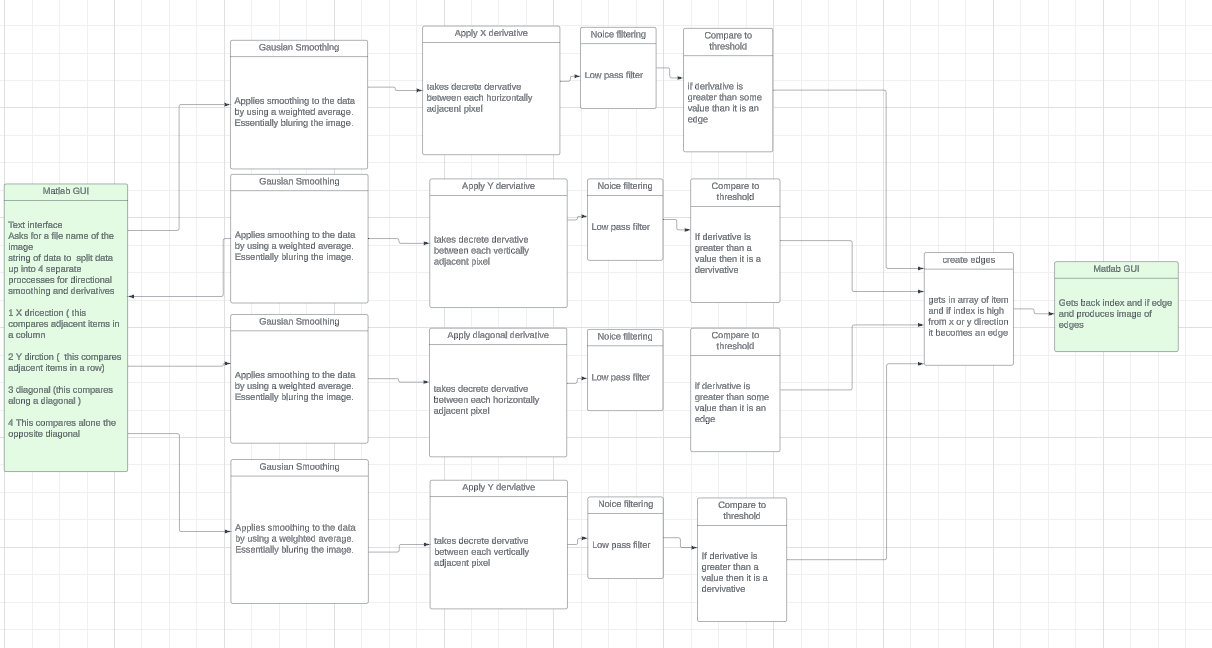 Matlab GUI
Text interface
Asks for a file name of the
image
string of data to split data
up into 4 separate
proccesses for directional
smoothing and derivatives
1 X dricection ( this
compares adjacent items in
a column
2 Y dirction ( this compares
adjacent items in a row)
3 diagonal (this compares
along a diagonal )
4 This compares alone the
opposite diagonal
Gausian Smoothing
Applies smoothing to the data
by using a weighted average.
Essentially bluring the image.
Apply X derivative
takes decrete dervative
between each horizontally
adjacent pixel
Noice filtering
Low pass filter
Compare to
threshold
if derivative is
greater than some
value than it is an
edge
Gausian Smoothing
Applies smoothing to the data
by using a weighted average.
Essentially bluring the image.
Apply Y derviative
takes decrete dervative
between each vertically
adjacent pixel
Noice filtering
Low pass filter
Compare to
threshold
If derivative is
greater than a
value then it is a
dervivative
Gausian Smoothing
Applies smoothing to the data
by using a weighted average.
Essentially bluring the image.
Apply diagonal derivative
takes decrete dervative
between each horizontally
adjacent pixel
Noice filtering
Low pass filter
Compare to
threshold
If derivative is
greater than some
value than it is an
edge
Gausian Smoothing
Applies smoothing to the data
by using a weighted average.
Essentially bluring the image.
Apply Y derviative
takes decrete dervative
between each vertically
adjacent pixel
Noice filtering
Low pass filter
Compare to
threshold
If derivative is
greater than a
value then it is a
dervivative
create edges
gets in array of item
and if index is high
from x or y direction
it becomes an edge
Matlab GUI
Gets back index and if edge
and produces image of
edges